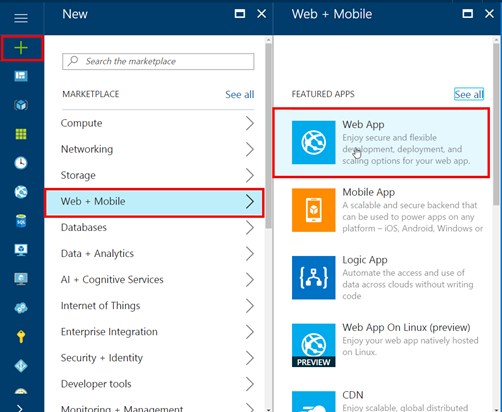 New
Search the marketplace
MARKETPLACE
See all
Compute
Networking
Storage
Web + Mobile
Databases
Data + Analytics
AI + Cognitive Services
Internet of Things
Enterprise Integration
Security + Identity
Developer tools
Monitoring + Management
Web + Mobile
FEATURED APPS
See all
Web App
Enjoy secure and flexible
development, deployment, and
scaling options for your web app.
Mobile App
A scalable and secure backend that
can be used to power apps on any
platform – iOS, Android, Windows or
Logic App
Automate the access and use of
data across clouds without writing
code
Web App On Linux (preview)
Enjoy your web app natively hosted
on Linux.
PREVIEW
CDN
Enjoy scalable, global distributed
SQL